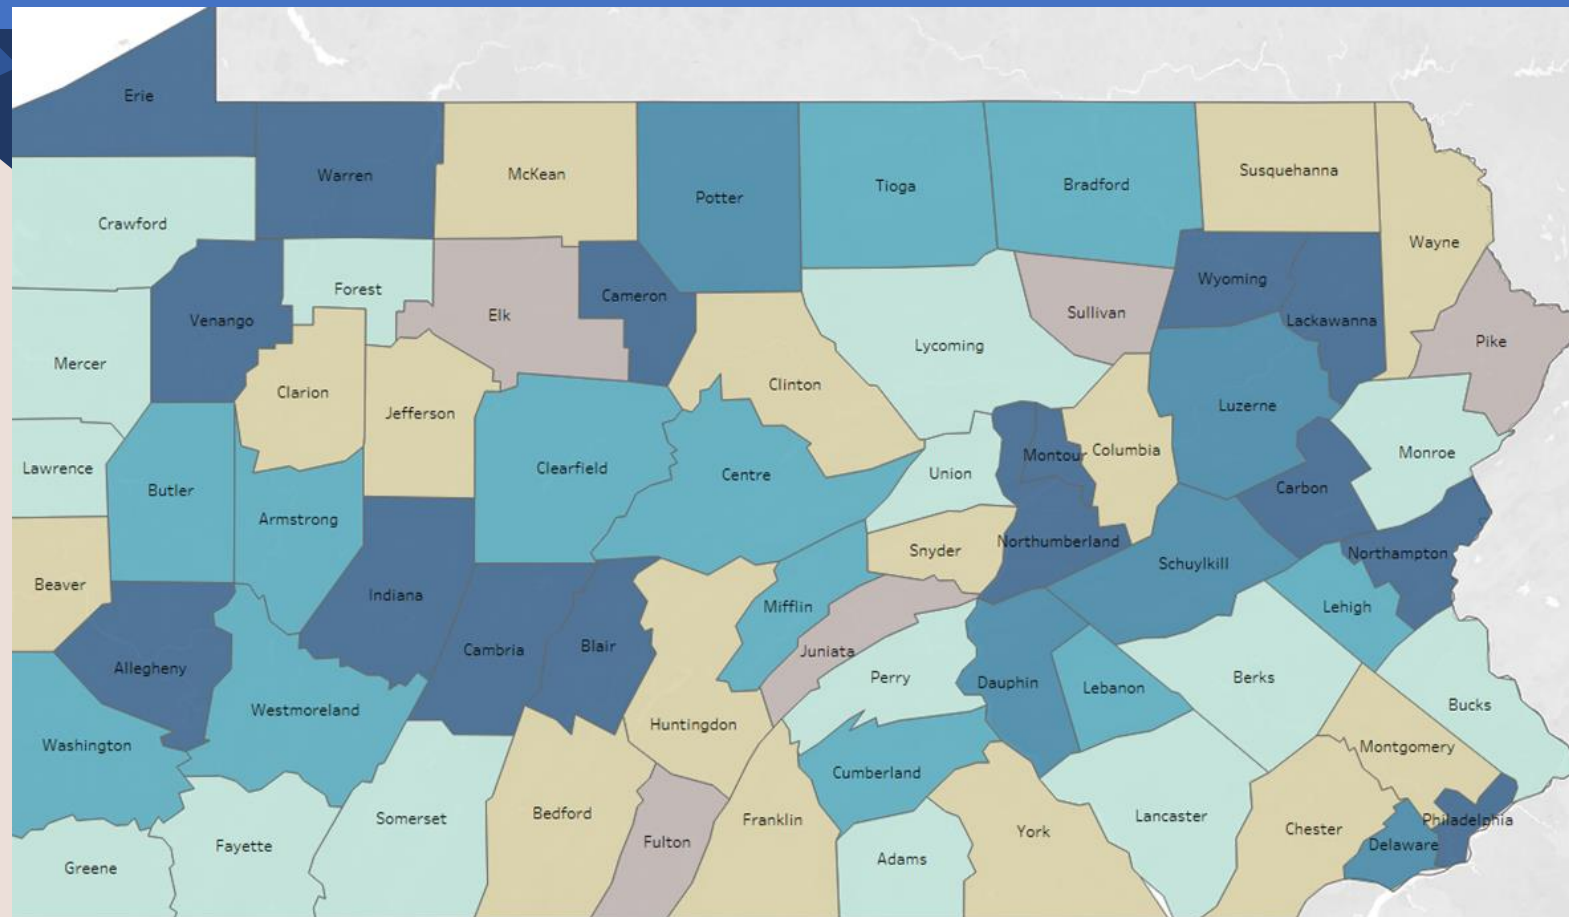 Erie
Warren
McKean
Potter
Tioga
Bradford
Susquehanna
Wayne
Crawford
Venango
Forest
Elk
Cameron
Sullivan
Wyoming
Lackawanna
Pike
Mercer
Clarion
Jefferson
Clinton
Lycoming
Luzerne
Monroe
Lawrence
Butler
Armstrong
Clearfield
Centre
Union
Montour
Columbia
Carbon
Beaver
Indiana
Snyder
Northumberland
Schuylkill
Northampton
Allegheny
Cambria
Blair
Mifflin
Juniata
Lehigh
Washington
Westmoreland
Huntingdon
Perry
Dauphin
Lebanon
Berks
Bucks
Cumberland
Montgomery
Greene
Fayette
Somerset
Bedford
Fulton
Franklin
Adams
York
Lancaster
Chester
Delaware
Philadelphia